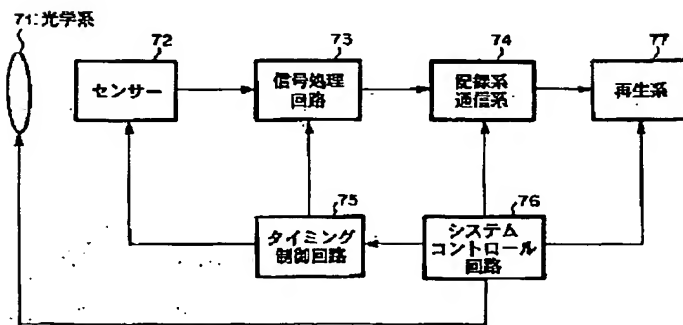 71:光学系
72
73
74
77
センサー
信号処理
回路
記録系
通信系
再生系
75
76
タイミング
制御回路
システム
コントロール
回路